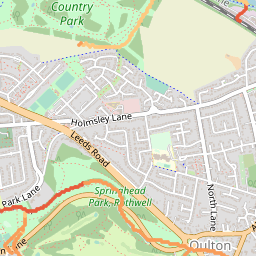 Country
Park
Holmsley Lane
Leeds Road
Park Lane
Springhead
Park, Rothwell
North Lane
Oulton